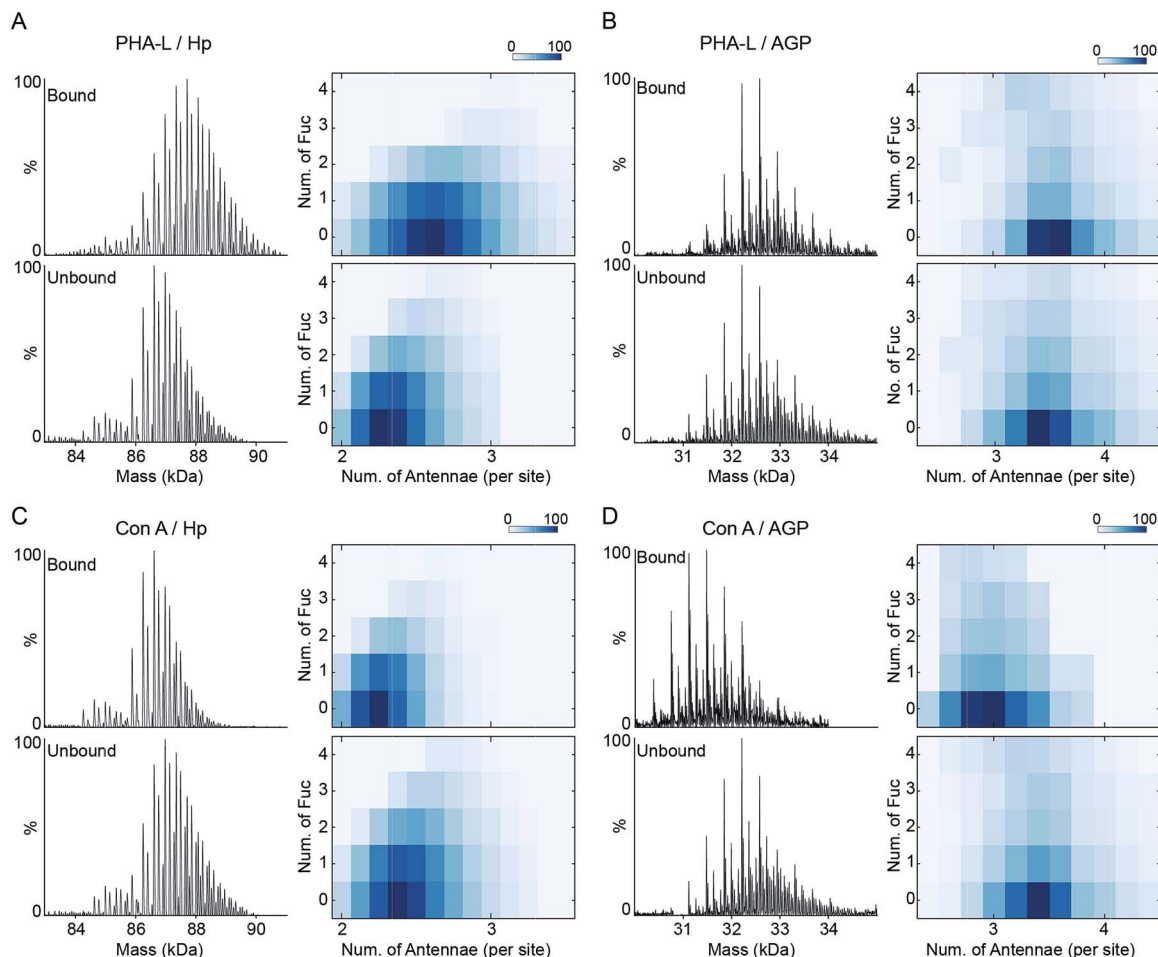 A
PHA-L / Hp
0 100
Bound
100
%
0
Num. of Fuc
4
3
2
1
0
Unbound
100
%
0
84 86 88 90
Mass (kDa)
Num. of Fuc
4
3
2
1
0
2 3
Num. of Antennae (per site)
B
PHA-L / AGP
0 100
Bound
100
%
0
Num. of Fuc
4
3
2
1
0
Unbound
100
%
0
31 32 33 34
Mass (kDa)
No. of Fuc
4
3
2
1
0
3 4
Num. of Antennae (per site)
C
Con A / Hp
0 100
Bound
100
%
0
Num. of Fuc
4
3
2
1
0
Unbound
100
%
0
84 86 88 90
Mass (kDa)
Num. of Fuc
4
3
2
1
0
2 3
Num. of Antennae (per site)
D
Con A / AGP
0 100
Bound
100
%
0
Num. of Fuc
4
3
2
1
0
Unbound
100
%
0
31 32 33 34
Mass (kDa)
Num. of Fuc
4
3
2
1
0
3 4
Num. of Antennae (per site)